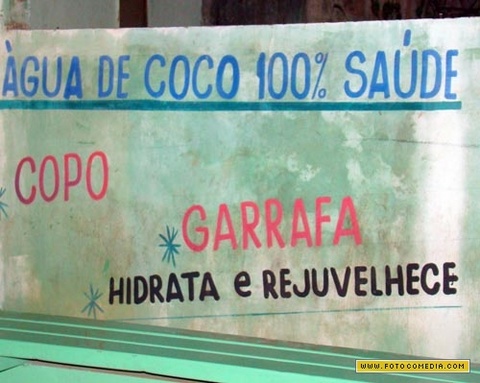 ÀGUA DE COCO 100% SAÚDE
COPO
GARRAFA
HIDRATA e REJUVELHECE
WWW.FOTOCOMEDIA.COM